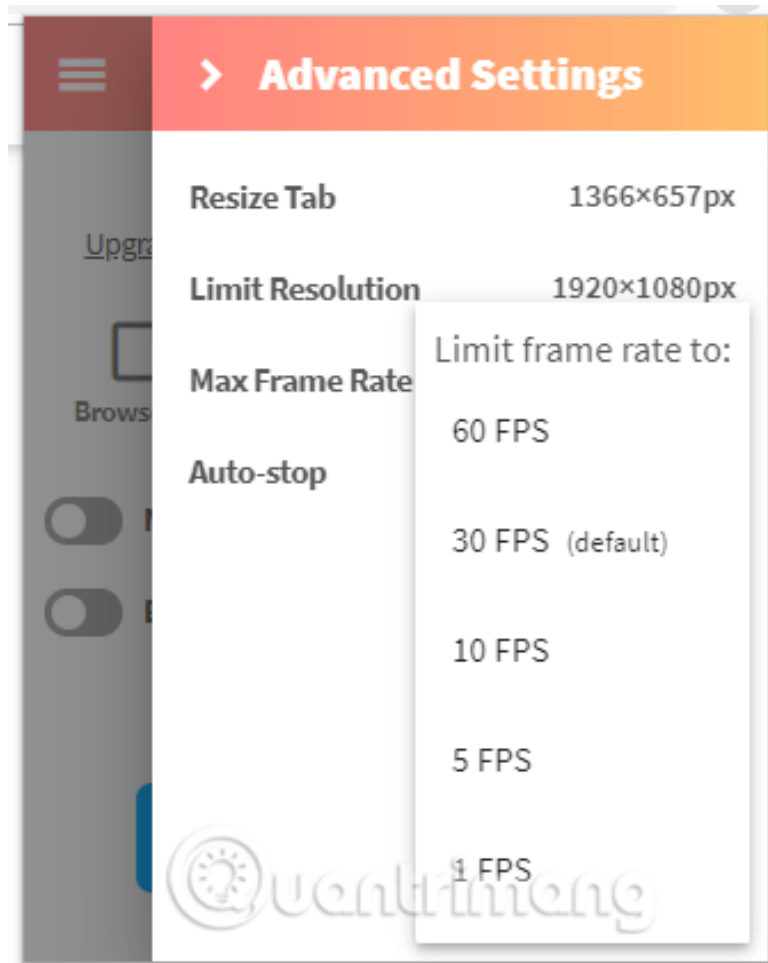 Advanced Settings
Resize Tab 1366×657px
Limit Resolution 1920×1080px
Max Frame Rate
Auto-stop
Limit frame rate to:
60 FPS
30 FPS (default)
10 FPS
5 FPS
1 FPS
Quantrimang